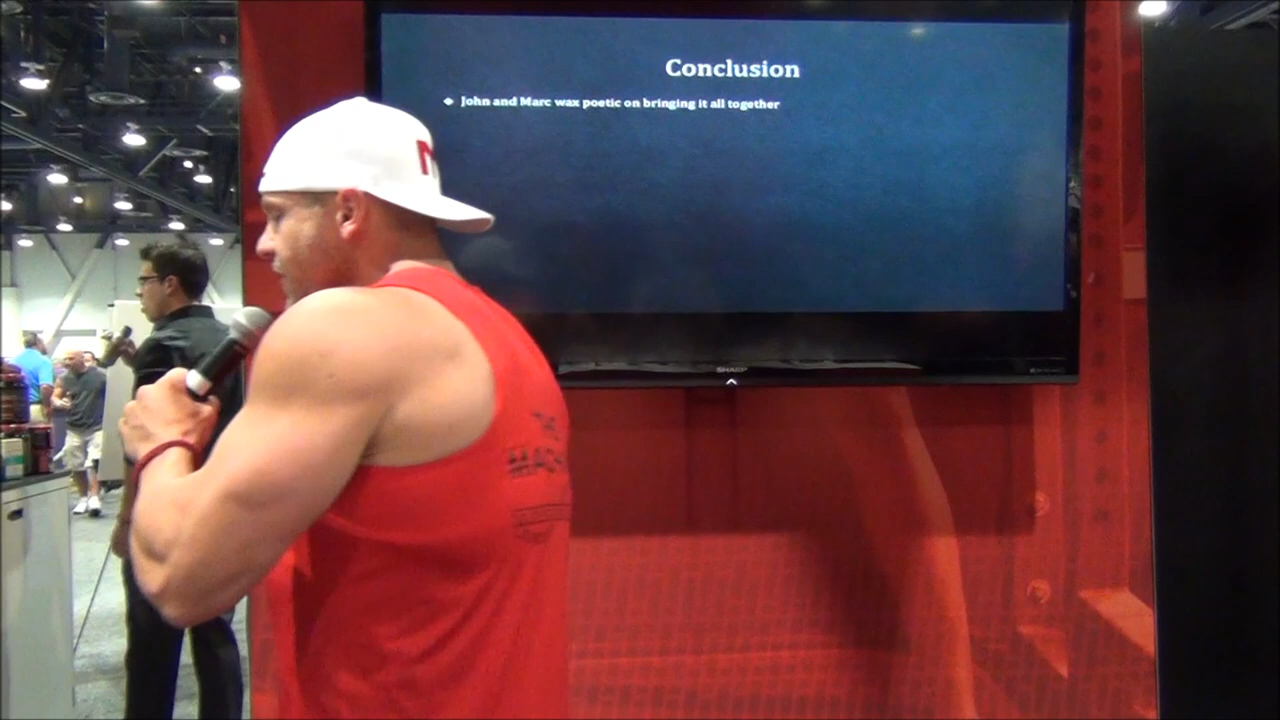 Conclusion
John and Marc wax poetic on bringing it all together
SHARP